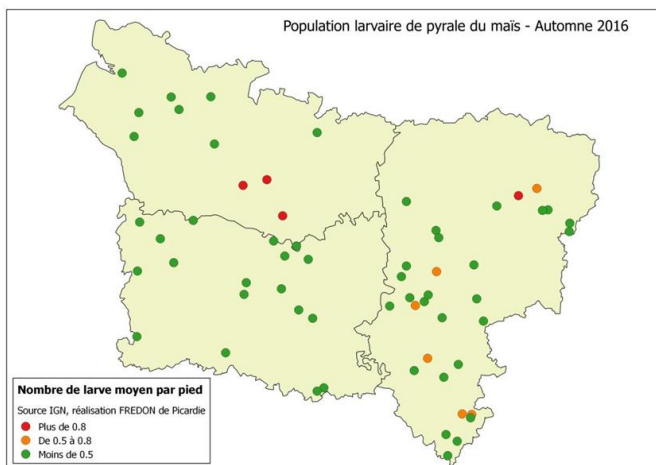 Population larvaire de pyrale du maïs - Automne 2016
Nombre de larve moyen par pied
Source IGN, réalisation FREDON de Picardie
Plus de 0.8
De 0.5 à 0.8
Moins de 0.5